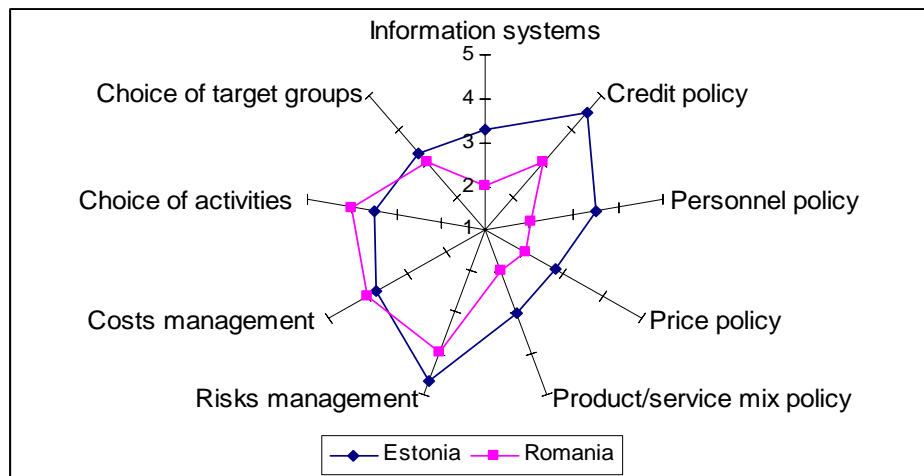 Information systems
5
4
3
2
1
Choice of target groups
Credit policy
Choice of activities
Personnel policy
Costs management
Price policy
Risks management
Product/service mix policy
Estonia
Romania